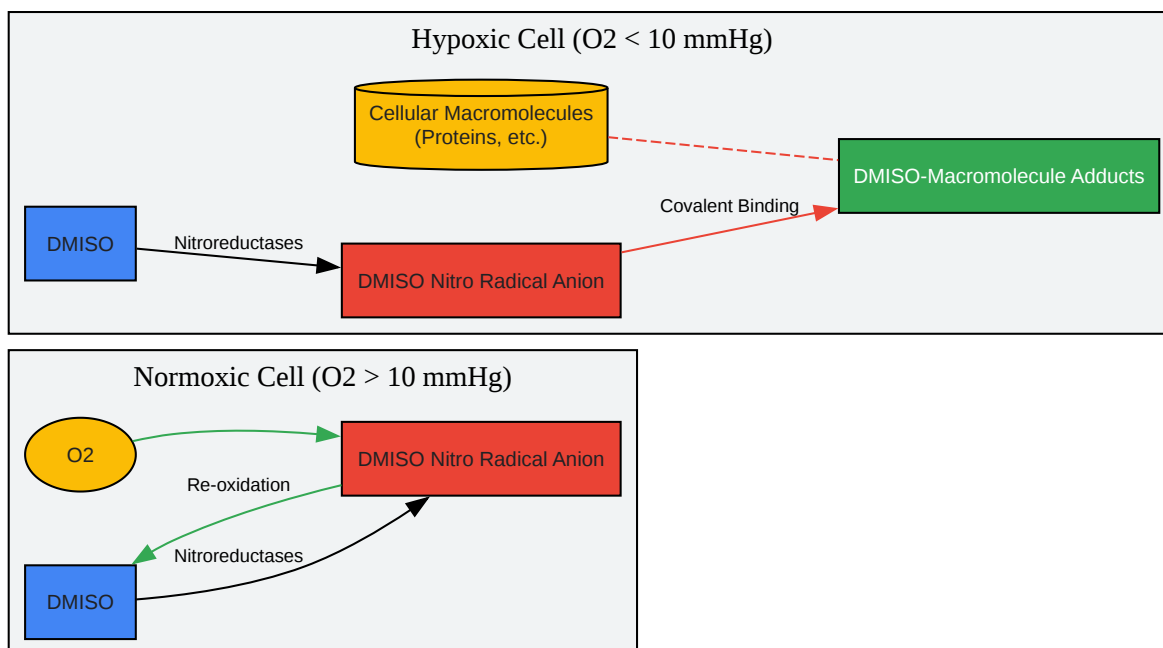 Hypoxic Cell (O2 < 10 mmHg)
Cellular Macromolecules
(Proteins, etc.)
DMISO-Macromolecule Adducts
Covalent Binding
DMISO
Nitroreductases
DMISO Nitro Radical Anion
Normoxic Cell (O2 > 10 mmHg)
O2
DMISO Nitro Radical Anion
Re-oxidation
Nitroreductases
DMISO